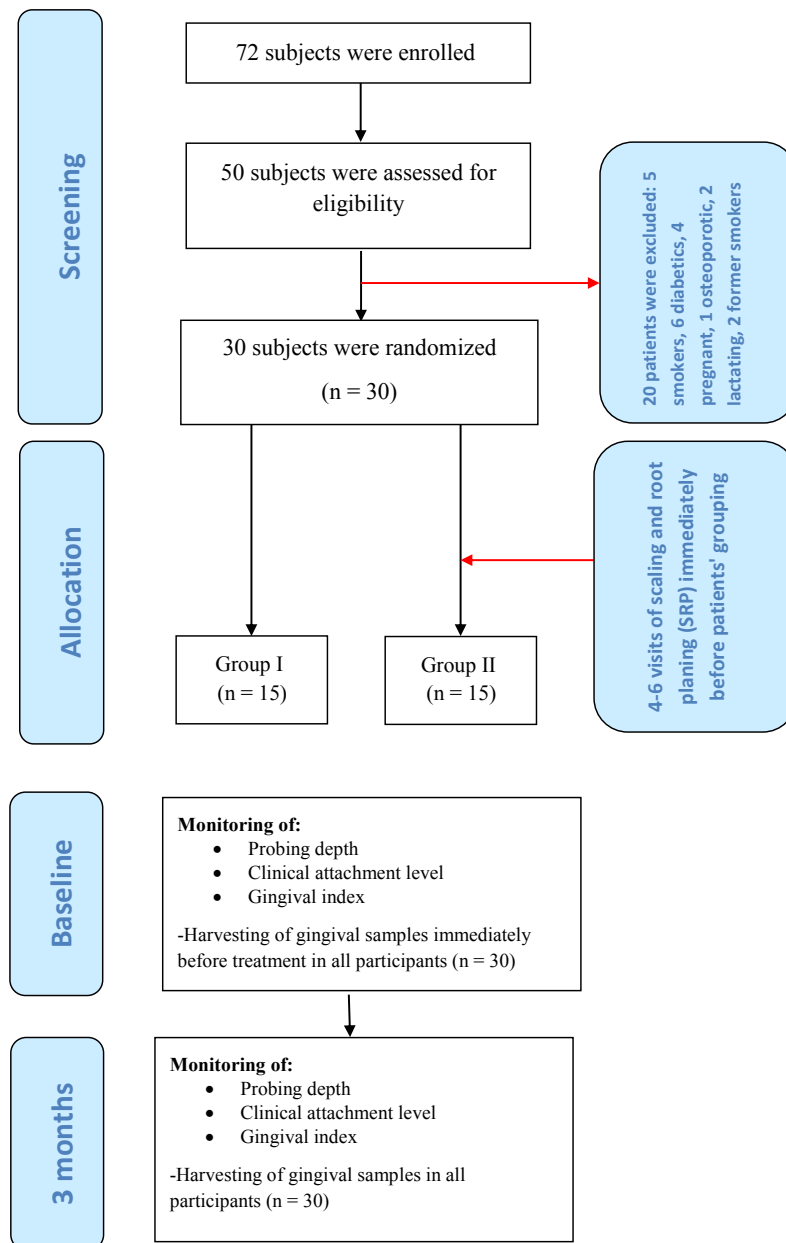 Screening
72 subjects were enrolled
50 subjects were assessed for
eligibility
20 patients were excluded: 5
smokers, 6 diabetics, 4
pregnant, 1 osteoporotic, 2
lactating, 2 former smokers
30 subjects were randomized
(n = 30)
Allocation
4-6 visits of scaling and root
planing (SRP) immediately
before patients' grouping
Group I
(n = 15)
Group II
(n = 15)
Baseline
Monitoring of:
• Probing depth
• Clinical attachment level
• Gingival index
-Harvesting of gingival samples immediately
before treatment in all participants (n = 30)
3 months
Monitoring of:
• Probing depth
• Clinical attachment level
• Gingival index
-Harvesting of gingival samples in all
participants (n = 30)